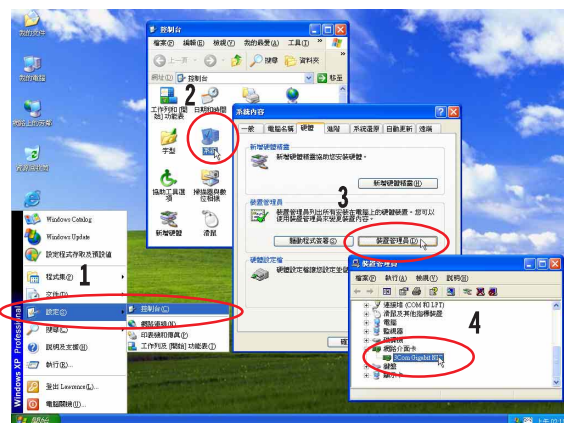 我的文件
我的電腦
網路上的芳鄰
資源回收筒
Windows Catalog
Windows Update
設定程式存取及預設值
程式集(P)
1
文件(D)
設定(S)
搜尋(C)
說明及支援(H)
執行(R)...
登出 Lawrence(L)...
電腦關機(U)...
Windows XP Professional
開始
控制台(C)
網路連線(N)
印表機和傳真(P)
工作列及 [開始] 功能表(T)
控制台
檔案(F) 編輯(E) 檢視(V) 我的最愛(A) 工具(T) »
上一頁
搜尋
資料夾
網址(D)
控制台
移至
2
工作列和 [開始] 功能表
日期和時間
字型
系統
協助工具選項
掃描器與數位相機
新增硬體
滑鼠
系統內容
一般
電腦名稱
硬體
進階
系統還原
自動更新
遠端
新增硬體精靈
新增硬體精靈協助您安裝硬體。
新增硬體精靈(H)
3
裝置管理員
裝置管理員列出所有安裝在電腦上的硬體裝置。您可以使用裝置管理員來變更裝置內容。
驅動程式簽署(S)
裝置管理員(D)
硬體設定檔
裝置管理員
檔案(F) 執行(A) 檢視(V) 說明(H)
連接埠 (COM 和 LPT)
滑鼠及其他指標裝置
電腦
監視器
網路介面卡
3Com Gigabit
鍵盤
顯示卡
4
上午 02:1